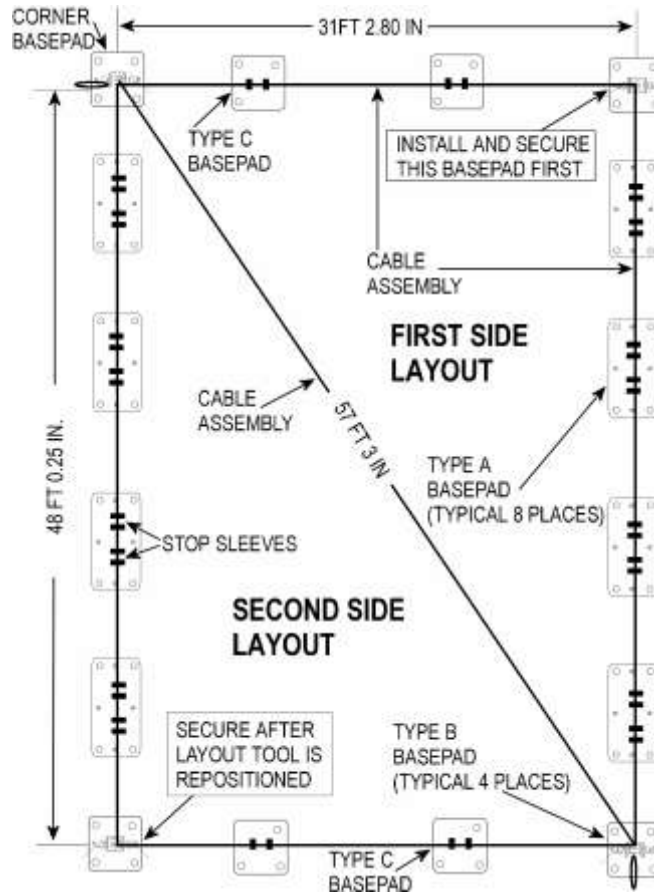 CORNER
BASEPAD
31FT 2.80 IN
TYPE C
BASEPAD
INSTALL AND SECURE
THIS BASEPAD FIRST
CABLE
ASSEMBLY
FIRST SIDE
LAYOUT
CABLE
ASSEMBLY
57 FT 3 IN
48 FT 0.25 IN.
TYPE A
BASEPAD
(TYPICAL 8 PLACES)
STOP SLEEVES
SECOND SIDE
LAYOUT
SECURE AFTER
LAYOUT TOOL IS
REPOSITIONED
TYPE B
BASEPAD
(TYPICAL 4 PLACES)
TYPE C
BASEPAD